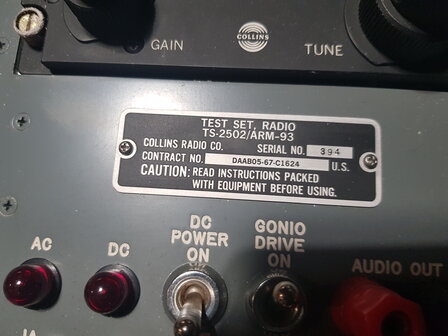 GAIN
COLLINS
TUNE
TEST SET, RADIO
TS-2502/ARM-93
COLLINS RADIO CO. SERIAL NO. 394
CONTRACT NO. DAAB05-67-C1624 U.S.
CAUTION: READ INSTRUCTIONS PACKED
WITH EQUIPMENT BEFORE USING.
AC
DC
DC
POWER
ON
GONIO
DRIVE
ON
AUDIO OUT